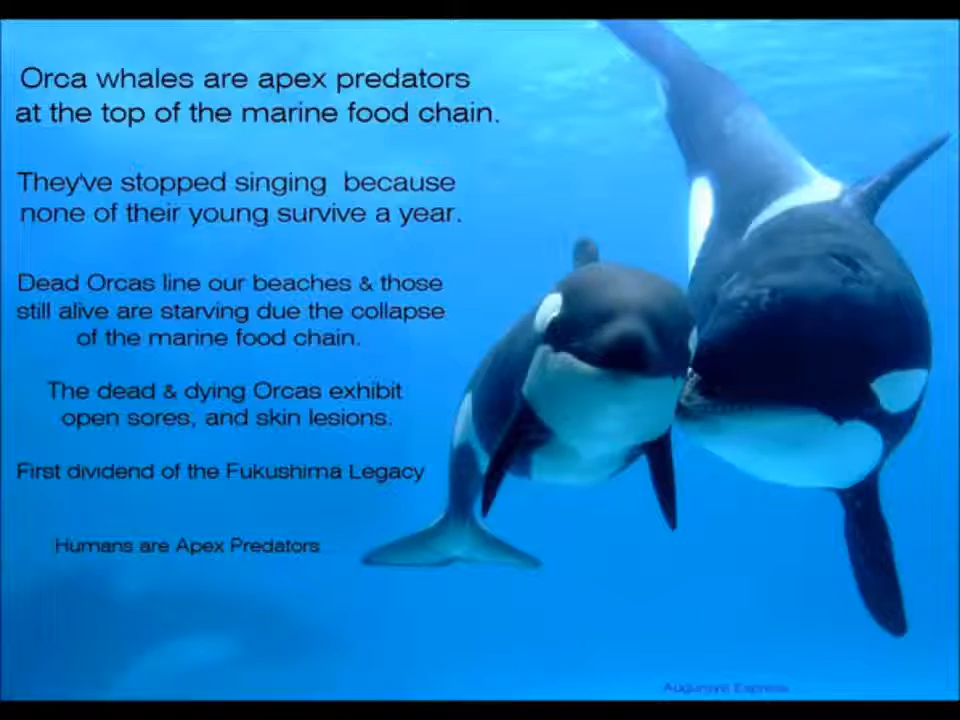 Orca whales are apex predators
at the top of the marine food chain.
They've stopped singing because
none of their young survive a year.
Dead Orcas line our beaches & those
still alive are starving due the collapse
of the marine food chain.
The dead & dying Orcas exhibit
open sores, and skin lesions.
First dividend of the Fukushima Legacy
Humans are Apex Predators
Express